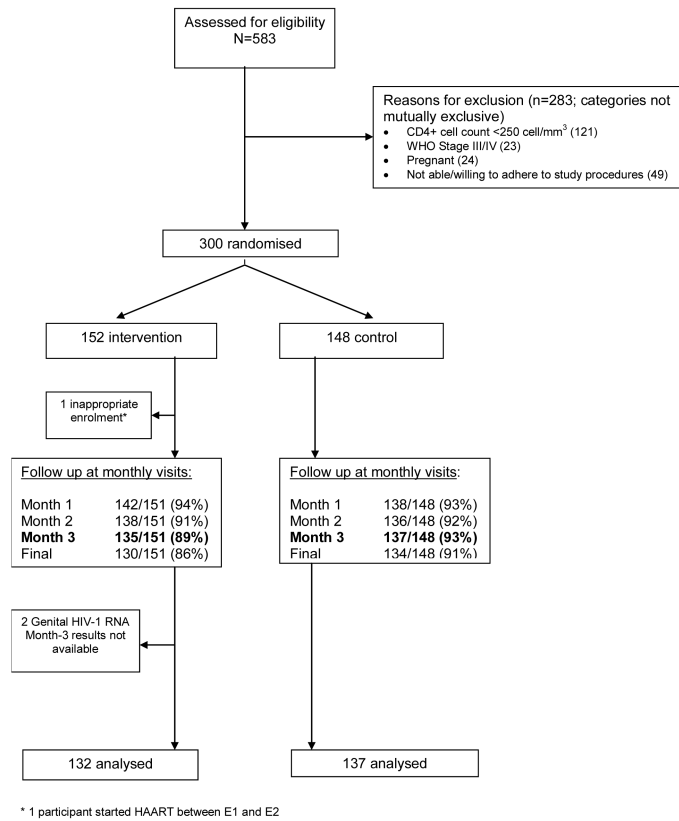 Assessed for eligibility
N=583
Reasons for exclusion (n=283; categories not
mutually exclusive)
• CD4+ cell count <250 cell/mm³ (121)
• WHO Stage III/IV (23)
• Pregnant (24)
• Not able/willing to adhere to study procedures (49)
300 randomised
152 intervention
148 control
1 inappropriate
enrolment*
Follow up at monthly visits:
Month 1 142/151 (94%)
Month 2 138/151 (91%)
Month 3 135/151 (89%)
Final 130/151 (86%)
Follow up at monthly visits:
Month 1 138/148 (93%)
Month 2 136/148 (92%)
Month 3 137/148 (93%)
Final 134/148 (91%)
2 Genital HIV-1 RNA
Month-3 results not
available
132 analysed
137 analysed
* 1 participant started HAART between E1 and E2